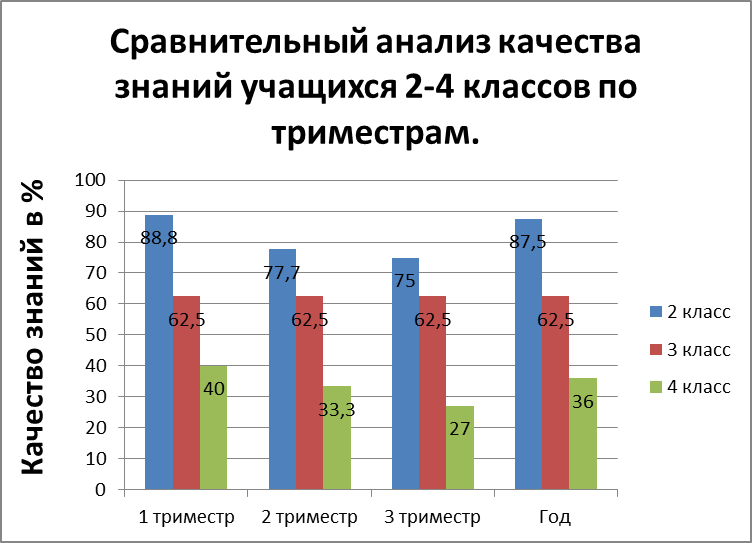 Сравнительный анализ качества
знаний учащихся 2-4 классов по
триместрам.
Качество знаний в %
100
90
80
70
60
50
40
30
20
10
0
88,8
62,5
40
77,7
62,5
33,3
75
62,5
27
87,5
62,5
36
1 триместр
2 триместр
3 триместр
Год
2 класс
3 класс
4 класс